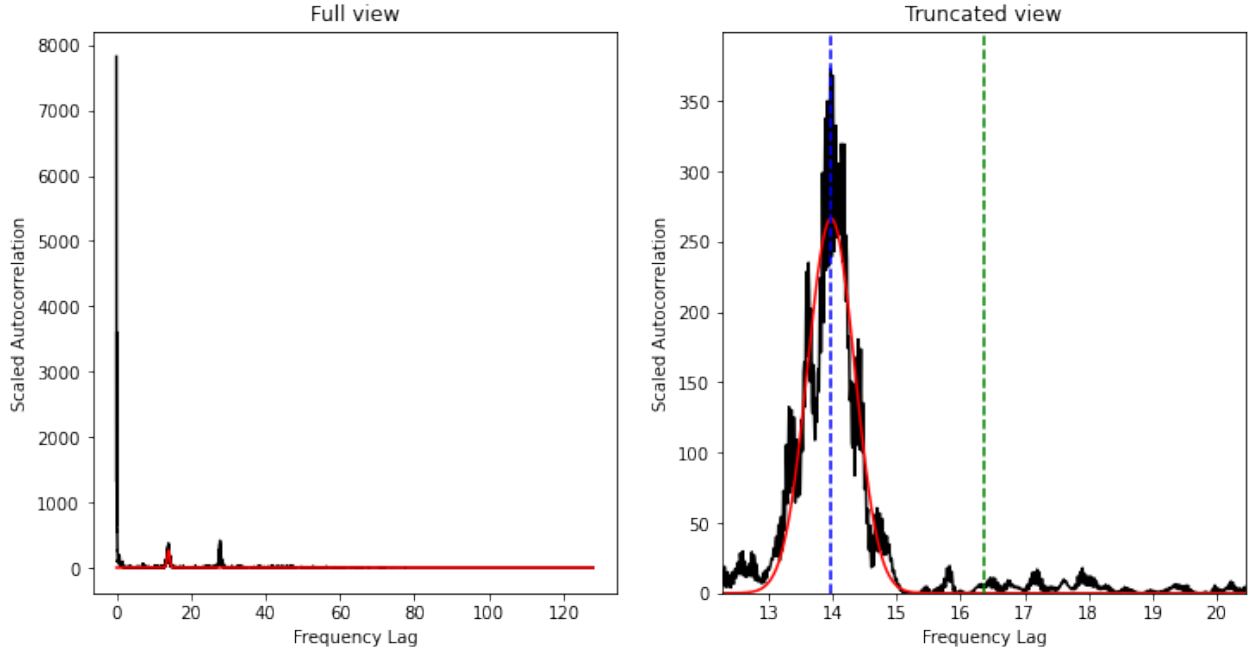 Full view
8000
7000
6000
5000
4000
3000
2000
1000
0
Scaled Autocorrelation
0 20 40 60 80 100 120
Frequency Lag
Truncated view
350
300
250
200
150
100
50
0
Scaled Autocorrelation
13 14 15 16 17 18 19 20
Frequency Lag